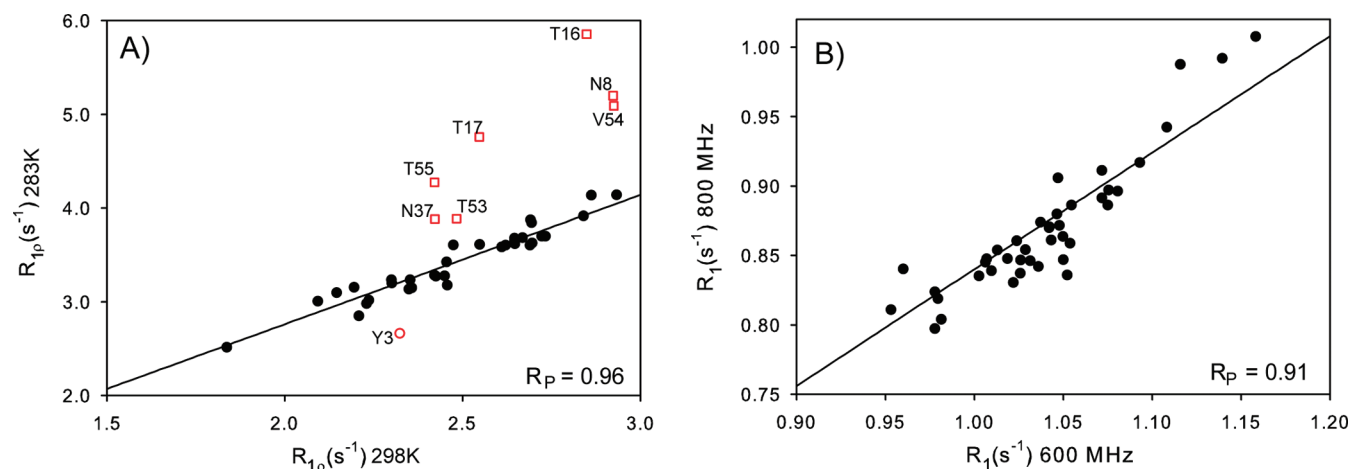 A)
6.0
5.0
4.0
3.0
2.0
R1ρ(s-1) 283K
T16
N8
V54
T17
T55
N37
T53
Y3
RP = 0.96
1.5
2.0
2.5
3.0
R1ρ(s-1) 298K
B)
1.00
0.95
0.90
0.85
0.80
0.75
R1(s-1) 800 MHz
RP = 0.91
0.90
0.95
1.00
1.05
1.10
1.15
1.20
R1(s-1) 600 MHz